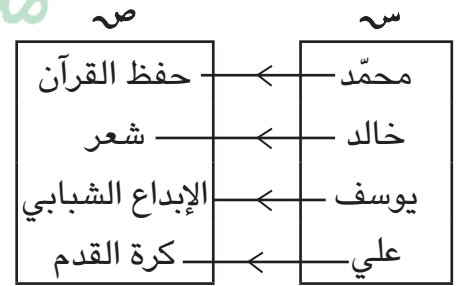 س ص
محمّد حفظ القرآن
خالد شعر
يوسف الإبداع الشبابي
علي كرة القدم